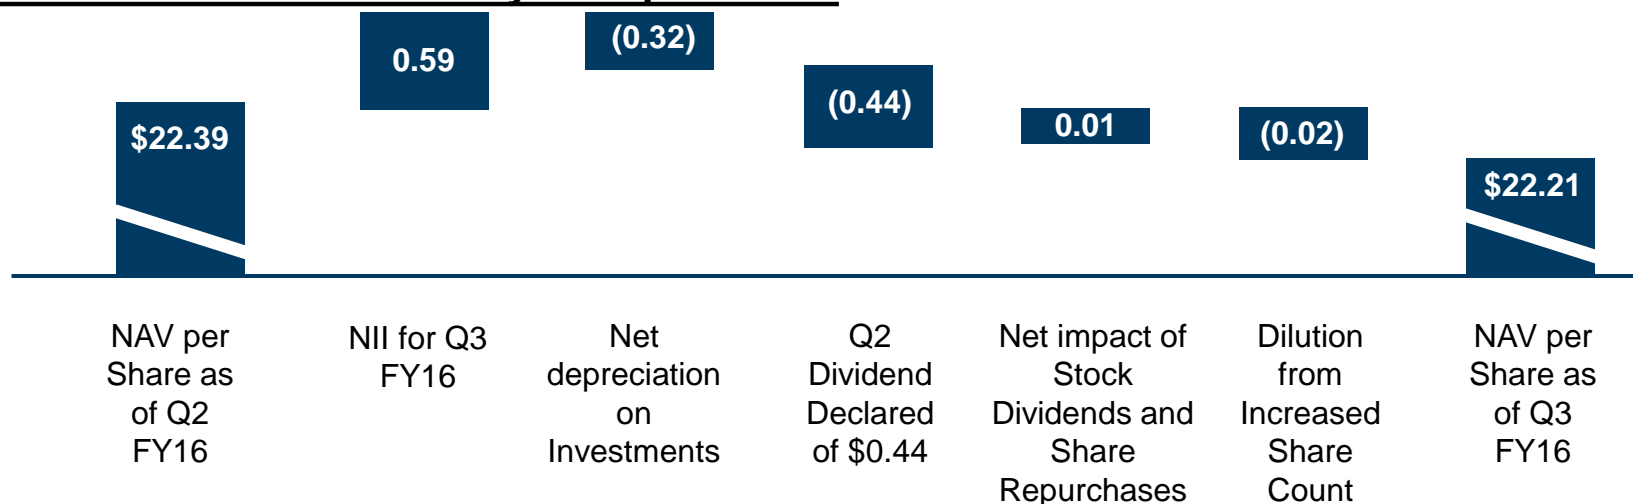 $22.39
0.59
(0.32)
(0.44)
0.01
(0.02)
$22.21
NAV per
Share as
of Q2
FY16
NII for Q3
FY16
Net
depreciation
on
Investments
Q2
Dividend
Declared
of $0.44
Net impact of
Stock
Dividends and
Share
Repurchases
Dilution
from
Increased
Share
Count
NAV per
Share as
of Q3
FY16